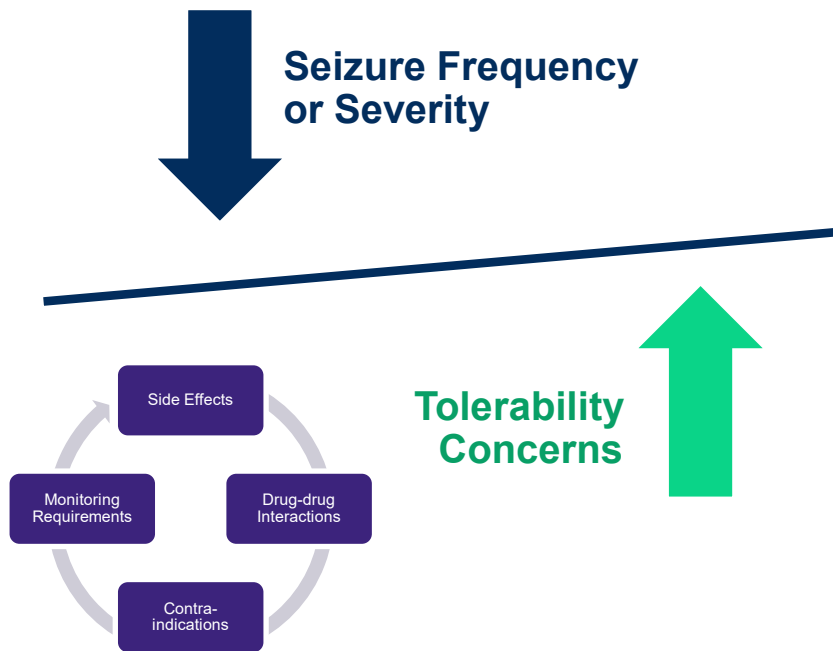 Seizure Frequency
or Severity
Tolerability
Concerns
Side Effects
Drug-drug
Interactions
Contra-
indications
Monitoring
Requirements